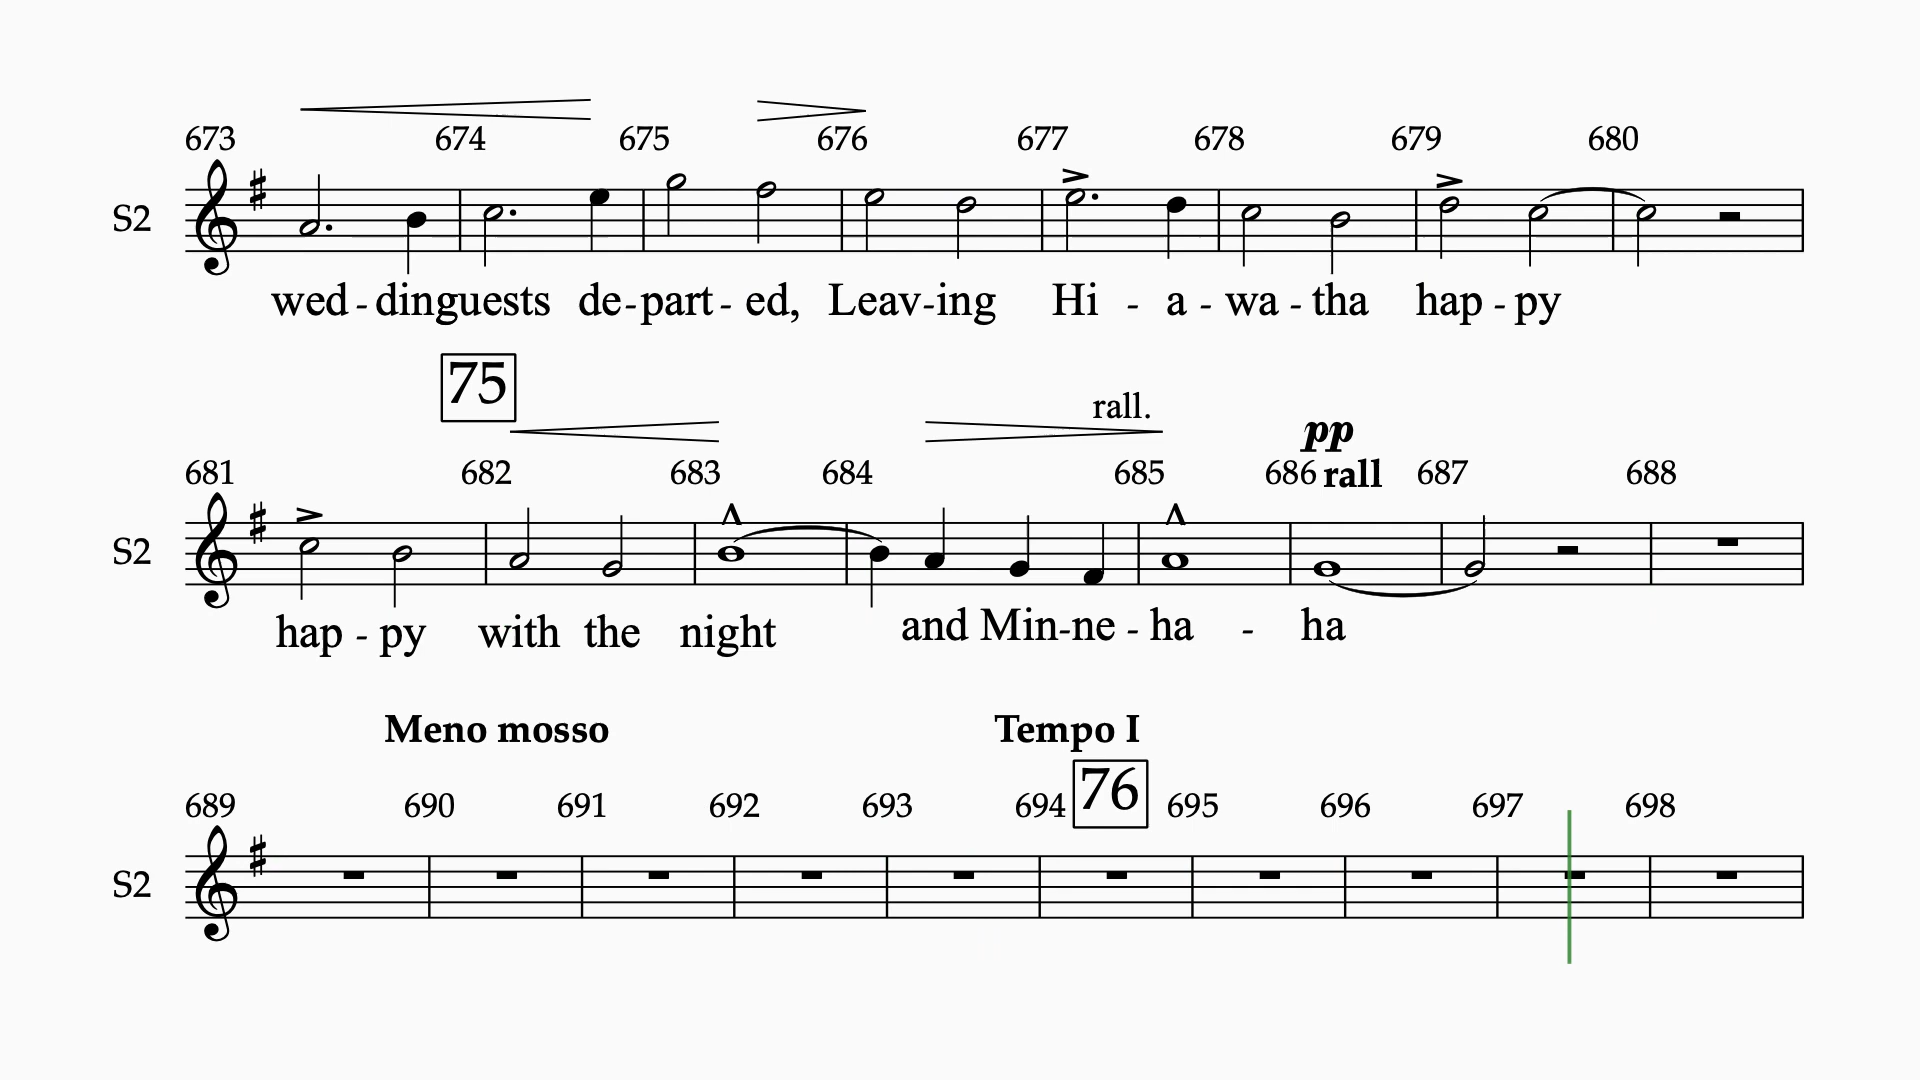 673 674 675 676 677 678 679 680
S2
wed - dinguests de - part - ed, Leav - ing Hi - a - wa - tha hap - py
75
rall.
pp
681 682 683 684 685 686 rall 687 688
S2
hap - py with the night and Min - ne - ha - ha
Meno mosso Tempo I
76
689 690 691 692 693 694 695 696 697 698
S2